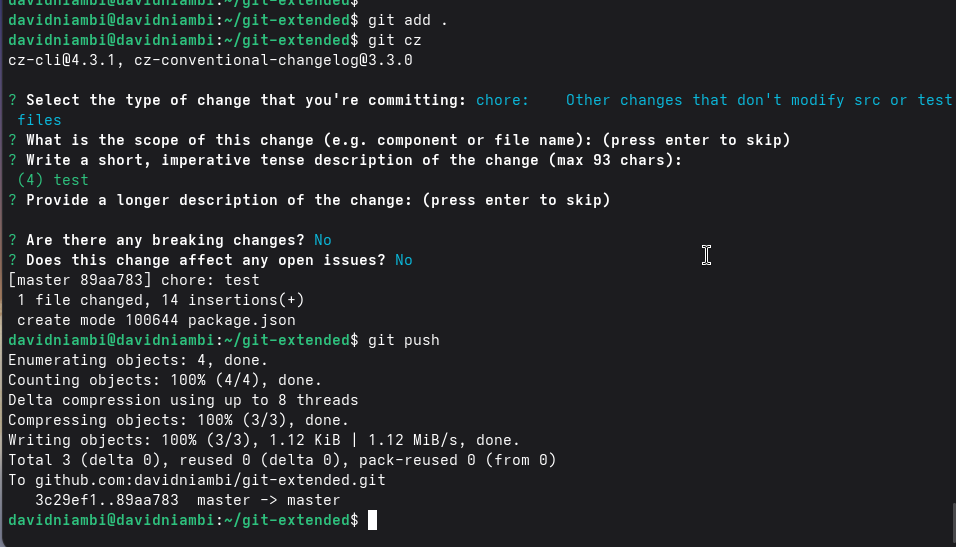 davidniambi@davidniambi:~/git-extended$
davidniambi@davidniambi:~/git-extended$ git add .
davidniambi@davidniambi:~/git-extended$ git cz
cz-cli@4.3.1, cz-conventional-changelog@3.3.0
? Select the type of change that you're committing: chore:    Other changes that don't modify src or test
files
? What is the scope of this change (e.g. component or file name): (press enter to skip)
? Write a short, imperative tense description of the change (max 93 chars):
(4) test
? Provide a longer description of the change: (press enter to skip)
? Are there any breaking changes? No
? Does this change affect any open issues? No
[master 89aa783] chore: test
1 file changed, 14 insertions(+)
create mode 100644 package.json
davidniambi@davidniambi:~/git-extended$ git push
Enumerating objects: 4, done.
Counting objects: 100% (4/4), done.
Delta compression using up to 8 threads
Compressing objects: 100% (3/3), done.
Writing objects: 100% (3/3), 1.12 KiB | 1.12 MiB/s, done.
Total 3 (delta 0), reused 0 (delta 0), pack-reused 0 (from 0)
To github.com:davidniambi/git-extended.git
3c29ef1..89aa783  master -> master
davidniambi@davidniambi:~/git-extended$